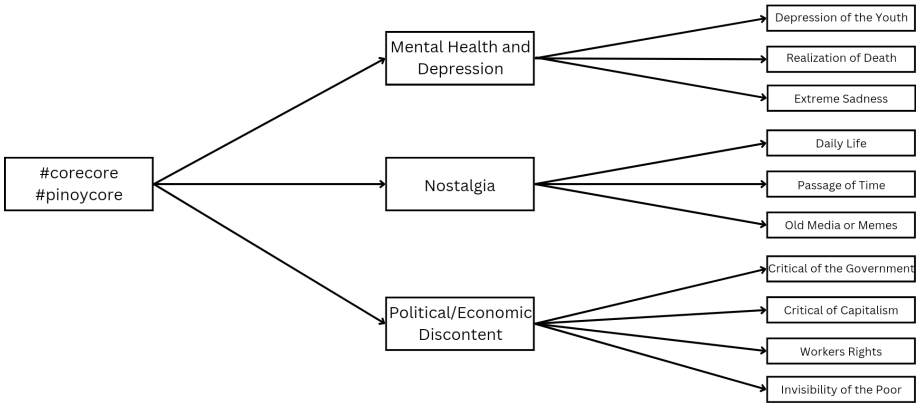 #corecore
#pinoycore
Mental Health and
Depression
Depression of the Youth
Realization of Death
Extreme Sadness
Nostalgia
Daily Life
Passage of Time
Old Media or Memes
Political/Economic
Discontent
Critical of the Government
Critical of Capitalism
Workers Rights
Invisibility of the Poor